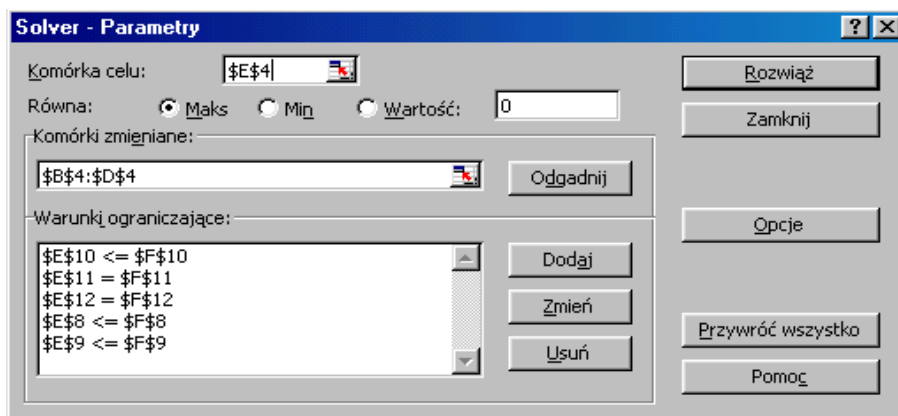 Solver - Parametry
Komórka celu: $E$4
Rozwiąż
Równa: Maks Min Wartość: 0
Zamknij
Komórki zmieniane:
$B$4:$D$4
Odgadnij
Warunki ograniczające:
Opcje
$E$10 <= $F$10
$E$11 = $F$11
$E$12 = $F$12
$E$8 <= $F$8
$E$9 <= $F$9
Dodaj
Zmień
Usuń
Przywróć wszystko
Pomoc